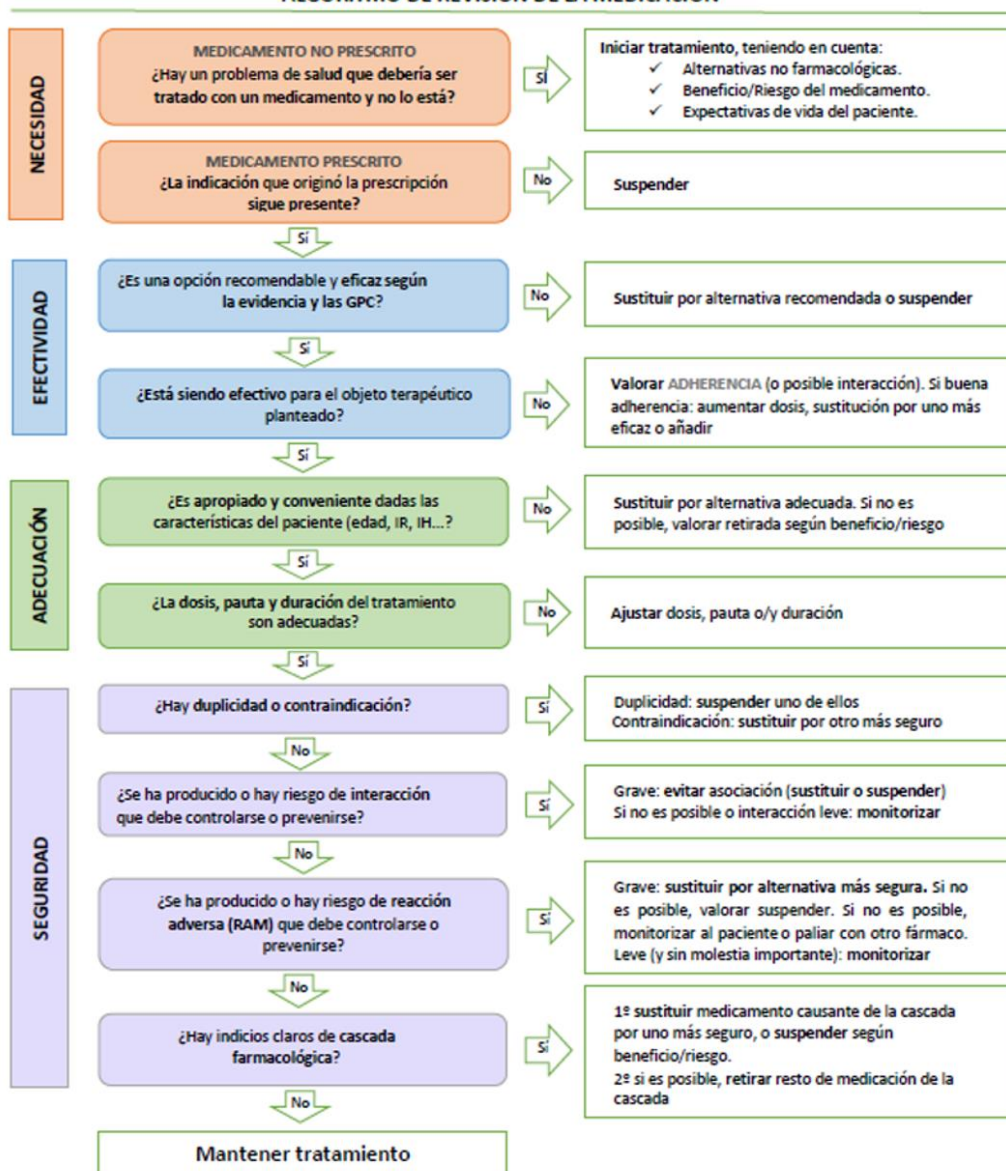 ALGORITMO DE REVISIÓN DE LA MEDICACIÓN
NECESIDAD
MEDICAMENTO NO PRESCRITO
¿Hay un problema de salud que debería ser
tratado con un medicamento y no lo está?
SÍ
Iniciar tratamiento, teniendo en cuenta:
✓ Alternativas no farmacológicas.
✓ Beneficio/Riesgo del medicamento.
✓ Expectativas de vida del paciente.
MEDICAMENTO PRESCRITO
¿La indicación que originó la prescripción
sigue presente?
No
Suspender
Sí
EFECTIVIDAD
¿Es una opción recomendable y eficaz según
la evidencia y las GPC?
No
Sustituir por alternativa recomendada o suspender
Sí
¿Está siendo efectivo para el objeto terapéutico
planteado?
No
Valorar ADHERENCIA (o posible interacción). Si buena
adherencia: aumentar dosis, sustitución por uno más
eficaz o añadir
Sí
ADECUACIÓN
¿Es apropiado y conveniente dadas las
características del paciente (edad, IR, IH...?
No
Sustituir por alternativa adecuada. Si no es
posible, valorar retirada según beneficio/riesgo
Sí
¿La dosis, pauta y duración del tratamiento
son adecuadas?
No
Ajustar dosis, pauta o/y duración
Sí
SEGURIDAD
¿Hay duplicidad o contraindicación?
Sí
Duplicidad: suspender uno de ellos
Contraindicación: sustituir por otro más seguro
No
¿Se ha producido o hay riesgo de interacción
que debe controlarse o prevenirse?
Sí
Grave: evitar asociación (sustituir o suspender)
Si no es posible o interacción leve: monitorizar
No
¿Se ha producido o hay riesgo de reacción
adversa (RAM) que debe controlarse o
prevenirse?
Sí
Grave: sustituir por alternativa más segura. Si no
es posible, valorar suspender. Si no es posible,
monitorizar al paciente o paliar con otro fármaco.
Leve (y sin molestia importante): monitorizar
No
¿Hay indicios claros de cascada
farmacológica?
Sí
1º sustituir medicamento causante de la cascada
por uno más seguro, o suspender según
beneficio/riesgo.
2º si es posible, retirar resto de medicación de la
cascada
No
Mantener tratamiento